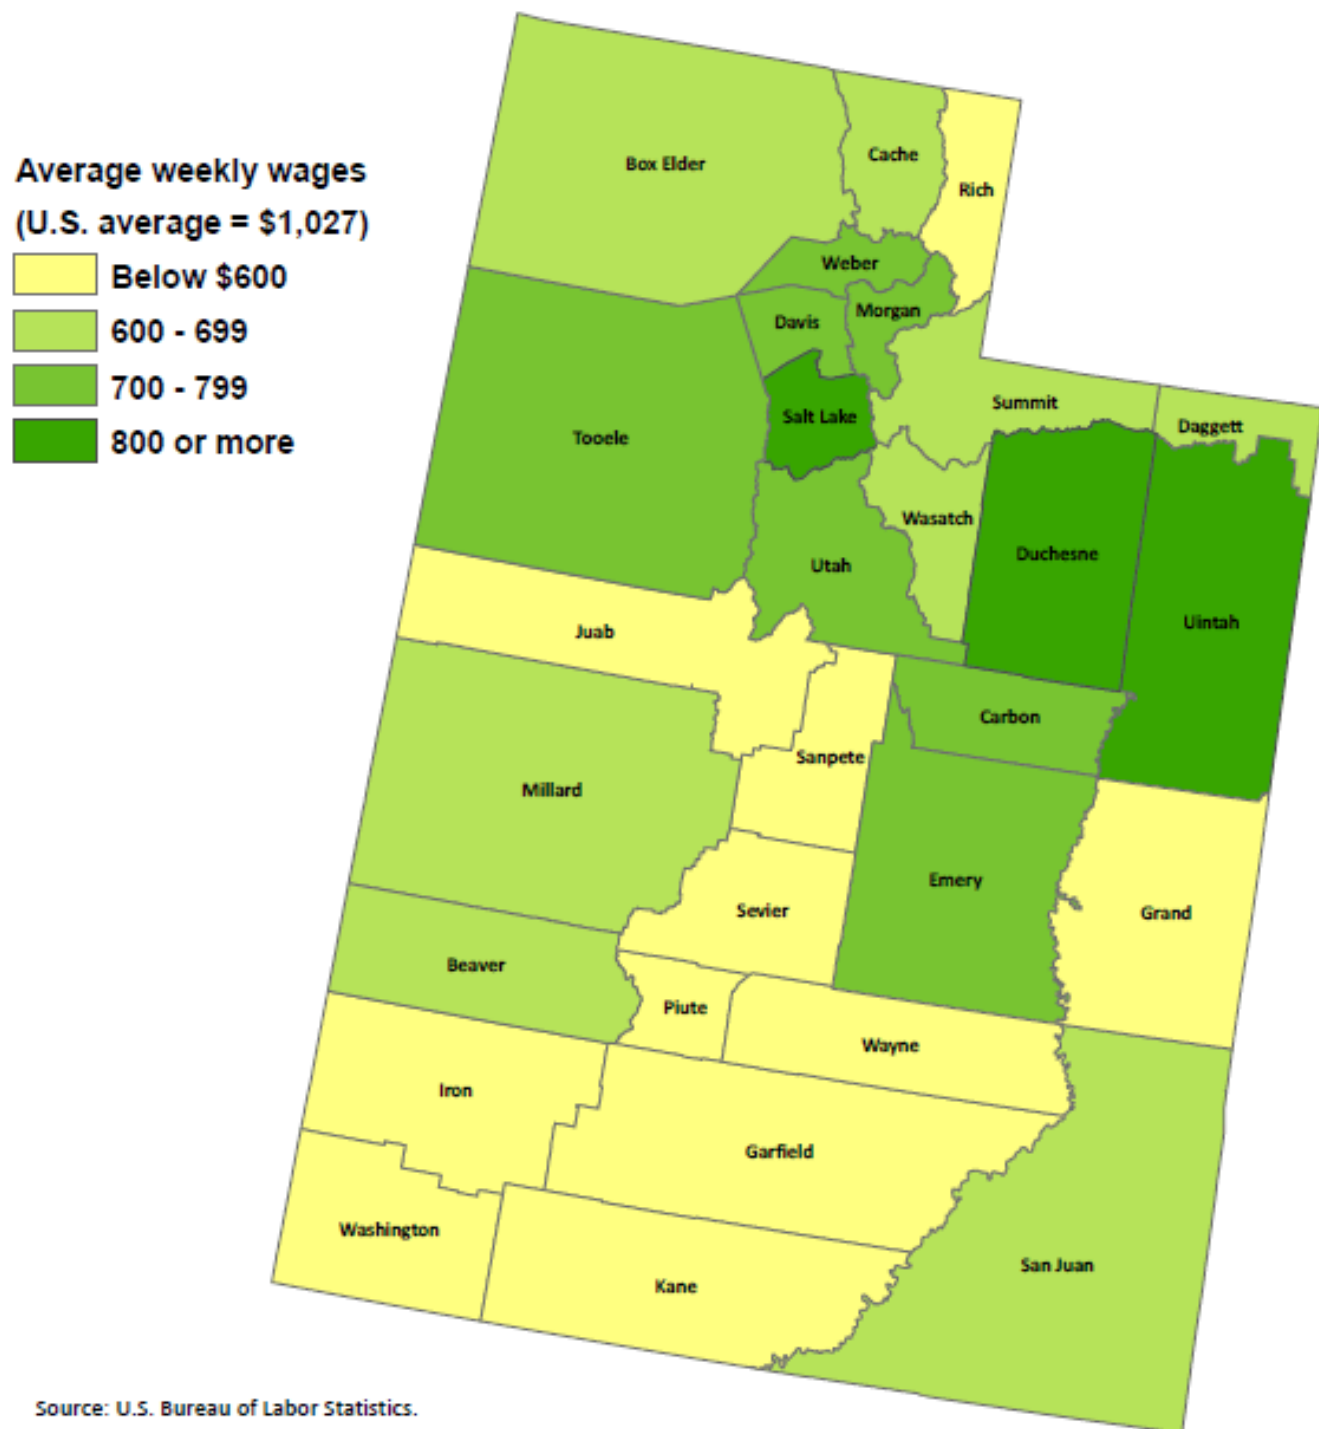 Average weekly wages
(U.S. average = $1,027)
Below $600
600 - 699
700 - 799
800 or more
Box Elder
Cache
Rich
Weber
Morgan
Davis
Salt Lake
Summit
Daggett
Tooele
Wasatch
Duchesne
Utah
Uintah
Juab
Carbon
Sanpete
Millard
Emery
Sevier
Grand
Beaver
Piute
Wayne
Iron
Garfield
Washington
San Juan
Kane
Source: U.S. Bureau of Labor Statistics.